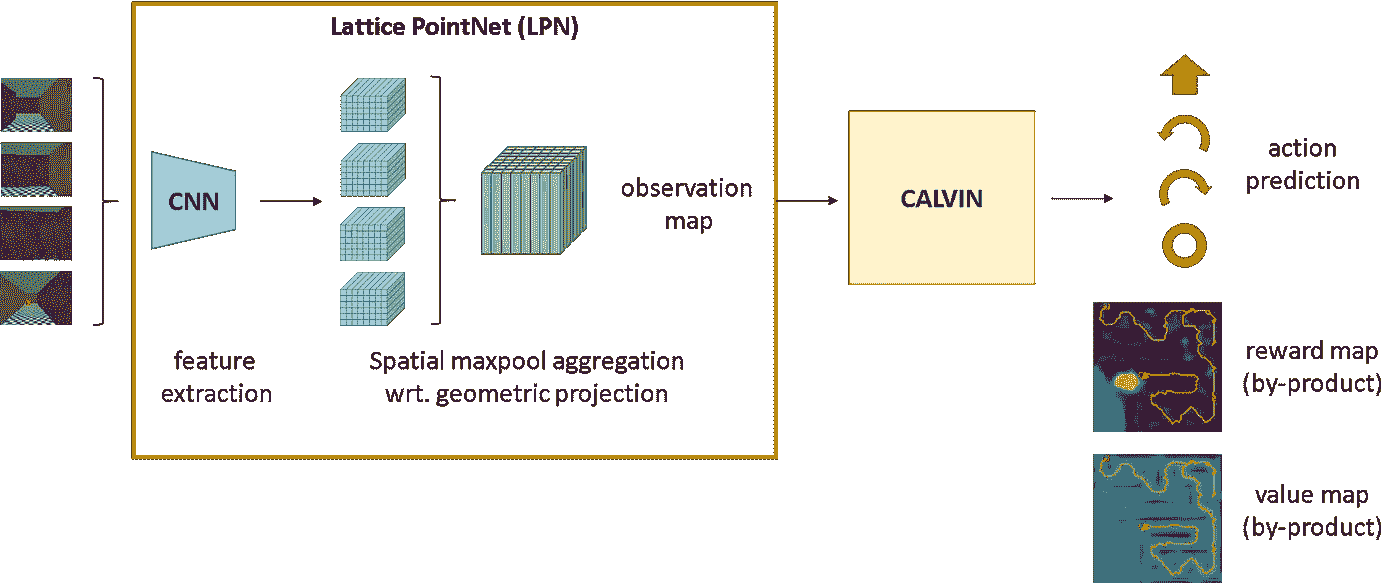 Lattice PointNet (LPN)
CNN
feature
extraction
Spatial maxpool aggregation
wrt. geometric projection
observation
map
CALVIN
action
prediction
reward map
(by-product)
value map
(by-product)